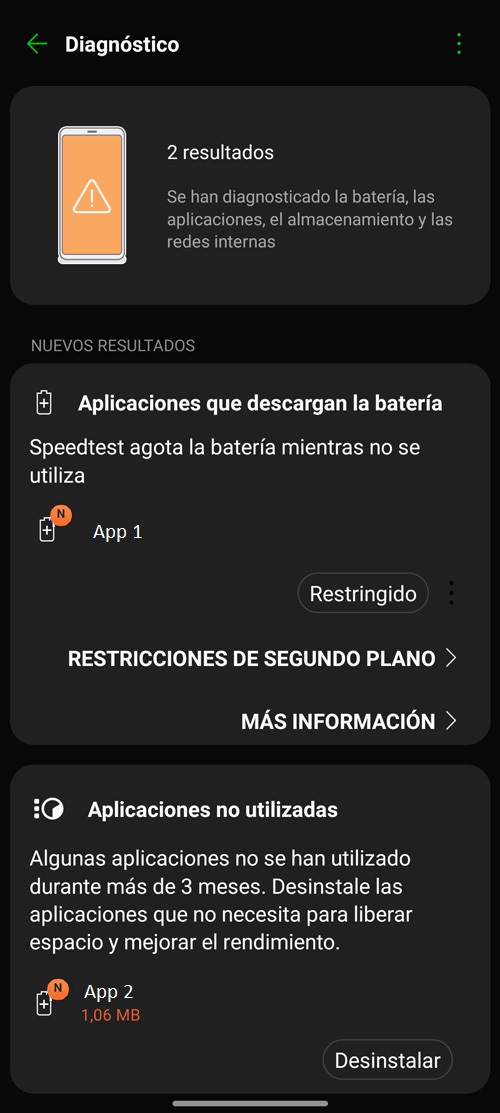 Diagnóstico
2 resultados
Se han diagnosticado la batería, las
aplicaciones, el almacenamiento y las
redes internas
NUEVOS RESULTADOS
Aplicaciones que descargan la batería
Speedtest agota la batería mientras no se
utiliza
N
App 1
Restringido
RESTRICCIONES DE SEGUNDO PLANO
MÁS INFORMACIÓN
Aplicaciones no utilizadas
Algunas aplicaciones no se han utilizado
durante más de 3 meses. Desinstale las
aplicaciones que no necesita para liberar
espacio y mejorar el rendimiento.
N
App 2
1,06 MB
Desinstalar